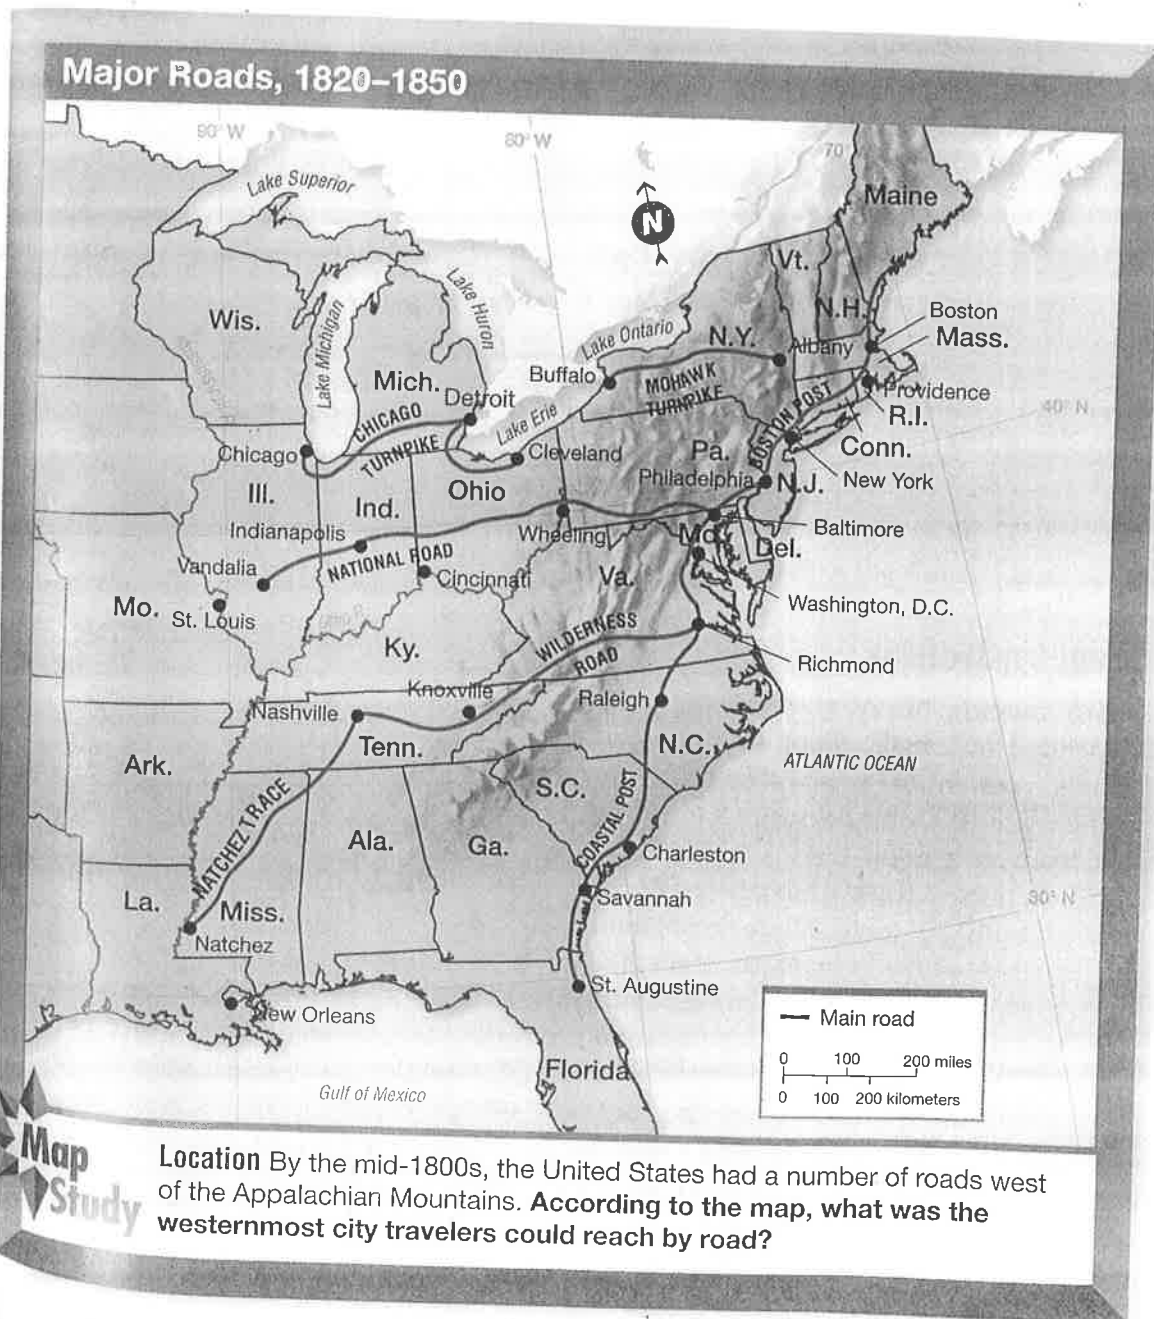 Major Roads, 1820–1850
90° W
80° W
70
Lake Superior
Maine
N
Vt.
Lake Huron
Lake Michigan
Wis.
N.H.
Boston
Lake Ontario
N.Y.
Albany
Mass.
Mich.
Buffalo
MOHAWK
TURNPIKE
Detroit
Providence
40° N
CHICAGO
TURNPIKE
Lake Erie
BOSTON POST
R.I.
Chicago
Cleveland
Pa.
Conn.
Philadelphia
N.J.
New York
Ill.
Ind.
Ohio
Indianapolis
Wheeling
Baltimore
Md.
Del.
Vandalia
NATIONAL ROAD
Cincinnati
Va.
Mo.
St. Louis
Washington, D.C.
Ky.
WILDERNESS
ROAD
Richmond
Knoxville
Raleigh
Nashville
Tenn.
N.C.
Ark.
ATLANTIC OCEAN
S.C.
NATCHEZ TRACE
COASTAL POST
Ala.
Ga.
Charleston
La.
Miss.
Savannah
30° N
Natchez
St. Augustine
New Orleans
Main road
0 100 200 miles
0 100 200 kilometers
Florida
Gulf of Mexico
Map
Study
Location By the mid-1800s, the United States had a number of roads west
of the Appalachian Mountains. According to the map, what was the
westernmost city travelers could reach by road?